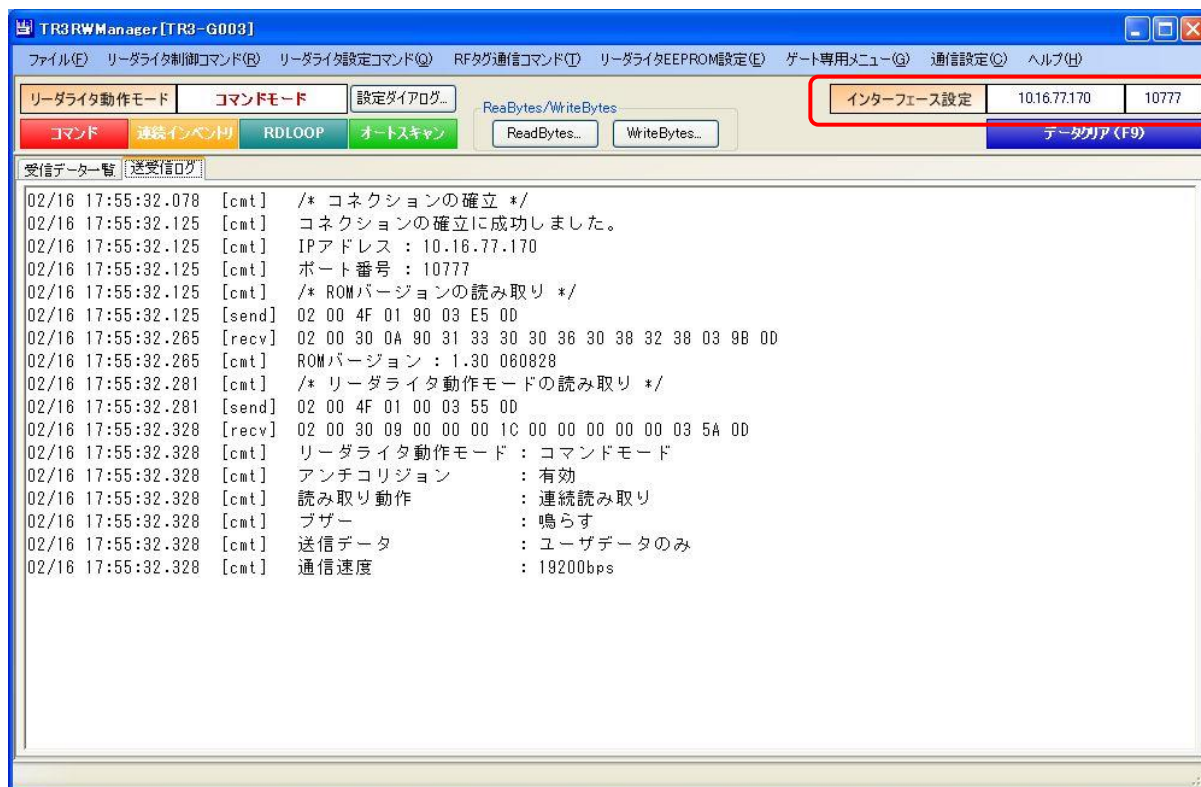 TR3RWManager[TR3-G003]
ファイル(F) リーダライタ制御コマンド(R) リーダライタ設定コマンド(Q) RFタグ通信コマンド(T) リーダライタEEPROM設定(E) ゲート専用メニュー(G) 通信設定(C) ヘルプ(H)
リーダライタ動作モード コマンドモード 設定ダイアログ... ReaBytes/WriteBytes インターフェース設定 10.16.77.170 10777
コマンド 連続インベントリ RDLOOP オートスキャン ReadBytes... WriteBytes... データクリア(F9)
受信データ一覧 送受信ログ
02/16 17:55:32.078 [cmt] /* コネクションの確立 */
02/16 17:55:32.125 [cmt] コネクションの確立に成功しました。
02/16 17:55:32.125 [cmt] IPアドレス : 10.16.77.170
02/16 17:55:32.125 [cmt] ポート番号 : 10777
02/16 17:55:32.125 [cmt] /* ROMバージョンの読み取り */
02/16 17:55:32.125 [send] 02 00 4F 01 90 03 E5 0D
02/16 17:55:32.265 [recv] 02 00 30 0A 90 31 33 30 30 36 30 38 32 38 03 9B 0D
02/16 17:55:32.265 [cmt] ROMバージョン : 1.30 060828
02/16 17:55:32.281 [cmt] /* リーダライタ動作モードの読み取り */
02/16 17:55:32.281 [send] 02 00 4F 01 00 03 55 0D
02/16 17:55:32.328 [recv] 02 00 30 09 00 00 00 1C 00 00 00 00 00 03 5A 0D
02/16 17:55:32.328 [cmt] リーダライタ動作モード : コマンドモード
02/16 17:55:32.328 [cmt] アンチコリジョン : 有効
02/16 17:55:32.328 [cmt] 読み取り動作 : 連続読み取り
02/16 17:55:32.328 [cmt] ブザー : 鳴らす
02/16 17:55:32.328 [cmt] 送信データ : ユーザデータのみ
02/16 17:55:32.328 [cmt] 通信速度 : 19200bps